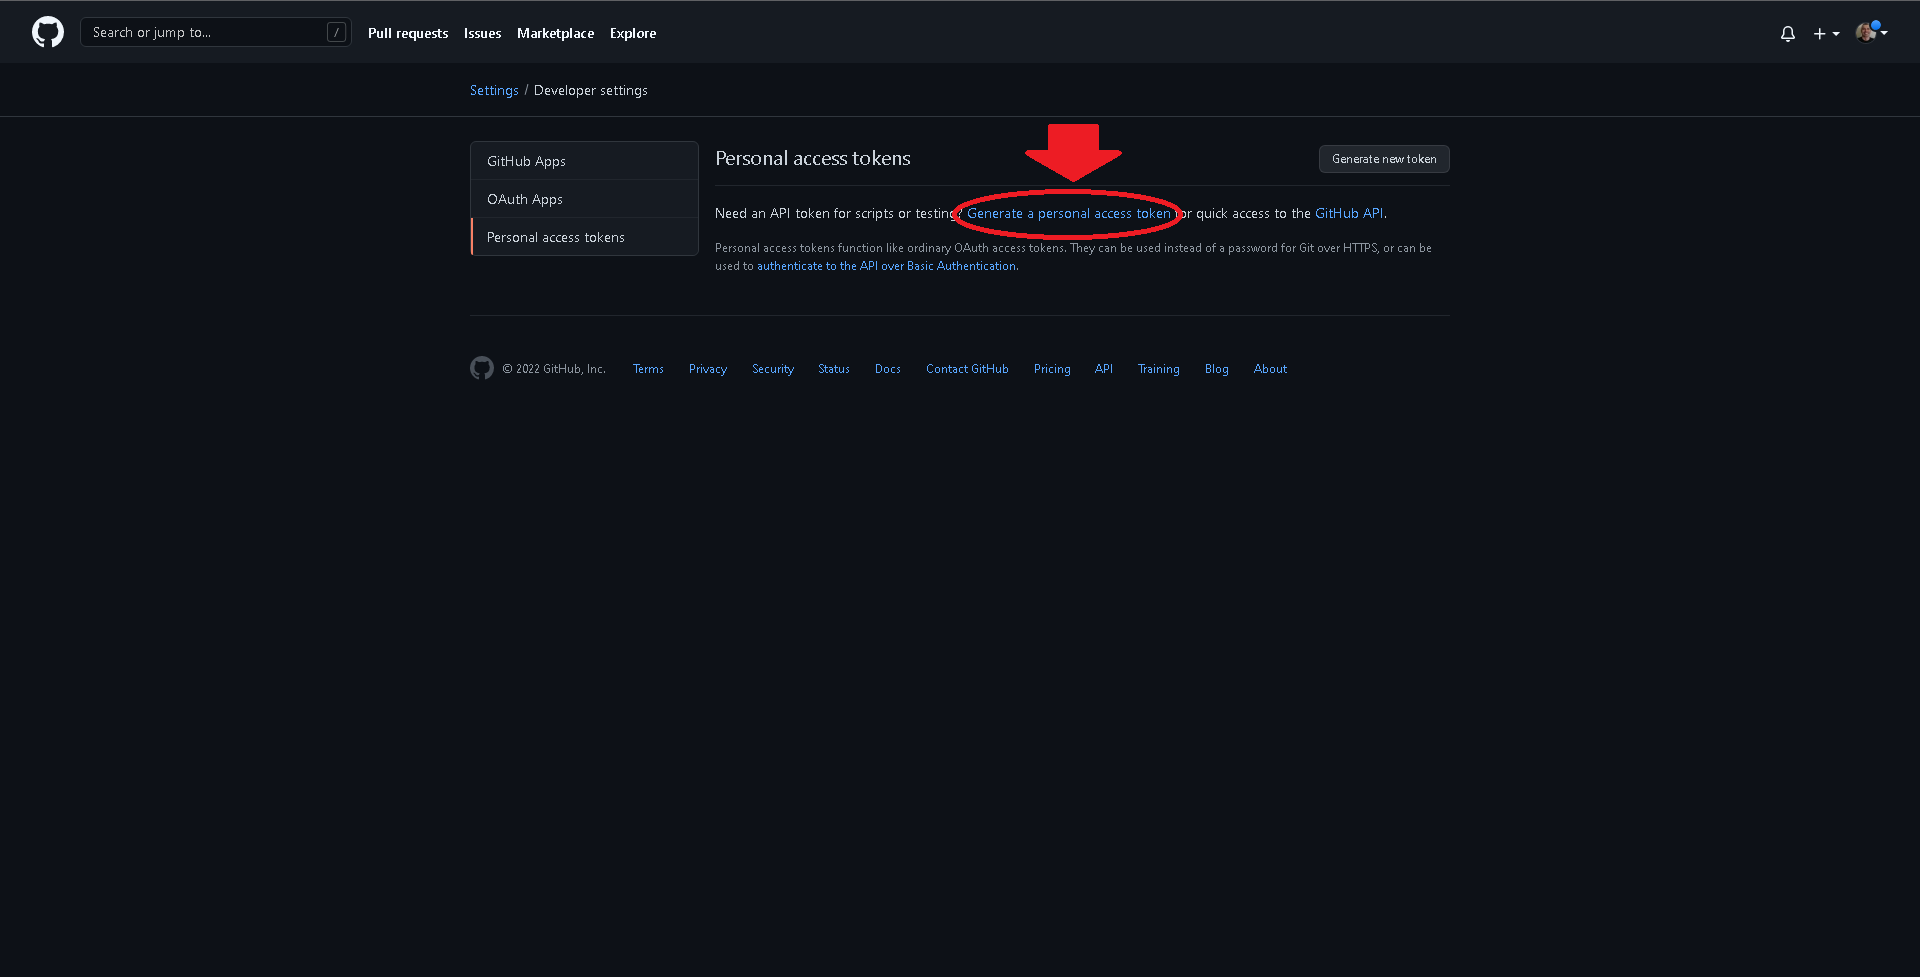 Search or jump to... /
Pull requests Issues Marketplace Explore
Settings / Developer settings
GitHub Apps
OAuth Apps
Personal access tokens
Personal access tokens
Generate new token
Need an API token for scripts or testing? Generate a personal access token for quick access to the GitHub API.
Personal access tokens function like ordinary OAuth access tokens. They can be used instead of a password for Git over HTTPS, or can be
used to authenticate to the API over Basic Authentication.
© 2022 GitHub, Inc. Terms Privacy Security Status Docs Contact GitHub Pricing API Training Blog About